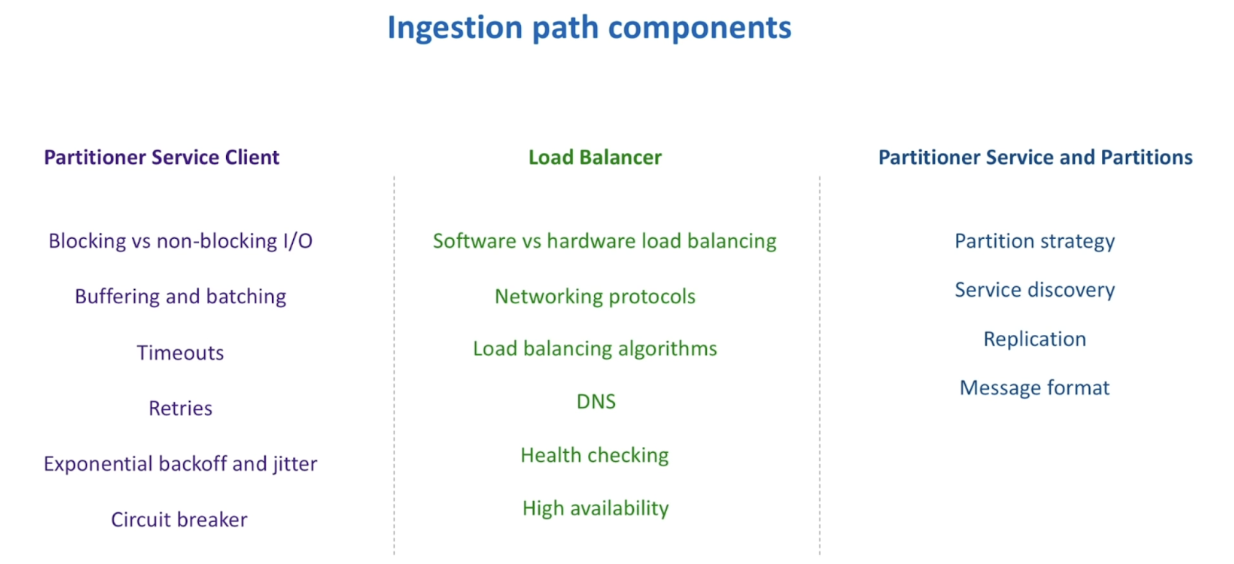 Ingestion path components
Partitioner Service Client
Blocking vs non-blocking I/O
Buffering and batching
Timeouts
Retries
Exponential backoff and jitter
Circuit breaker
Load Balancer
Software vs hardware load balancing
Networking protocols
Load balancing algorithms
DNS
Health checking
High availability
Partitioner Service and Partitions
Partition strategy
Service discovery
Replication
Message format